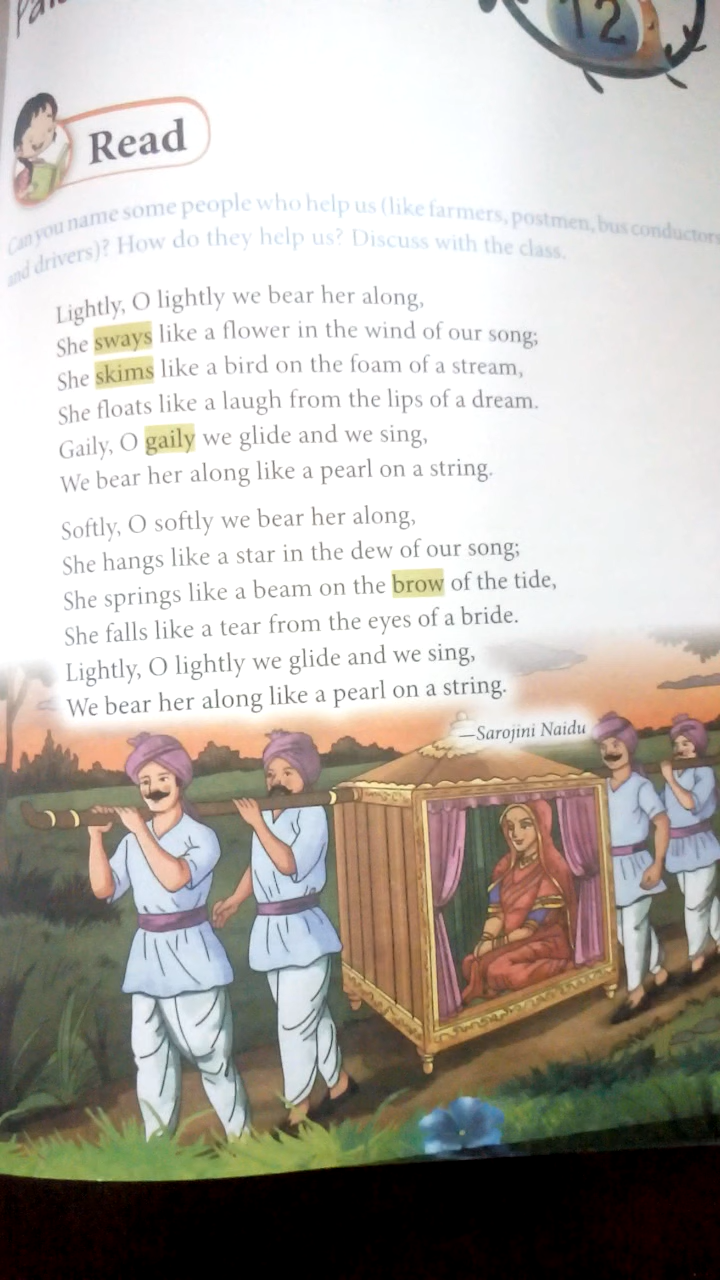 12
Read
Can you name some people who help us (like farmers, postmen, bus conductors
and drivers)? How do they help us? Discuss with the class.
Lightly, O lightly we bear her along,
She sways like a flower in the wind of our song;
She skims like a bird on the foam of a stream,
She floats like a laugh from the lips of a dream.
Gaily, O gaily we glide and we sing,
We bear her along like a pearl on a string.
Softly, O softly we bear her along,
She hangs like a star in the dew of our song;
She springs like a beam on the brow of the tide,
She falls like a tear from the eyes of a bride.
Lightly, O lightly we glide and we sing,
We bear her along like a pearl on a string.
—Sarojini Naidu